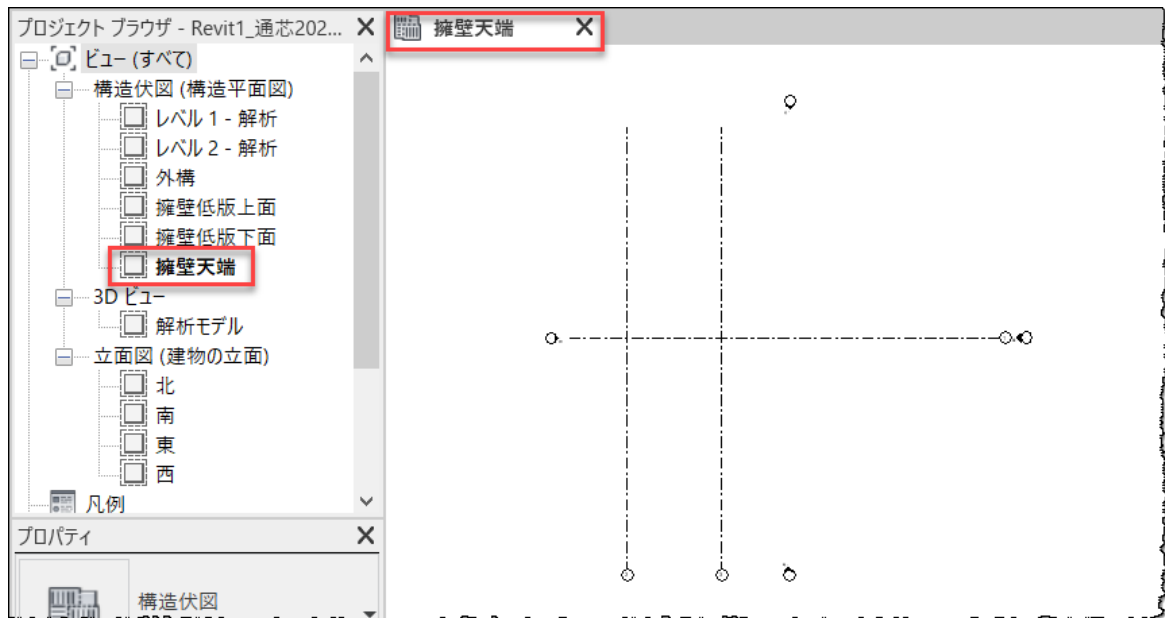 プロジェクト ブラウザ - Revit1_通芯202...
擁壁天端
ビュー (すべて)
構造伏図 (構造平面図)
レベル 1 - 解析
レベル 2 - 解析
外構
擁壁低版上面
擁壁低版下面
擁壁天端
3D ビュー
解析モデル
立面図 (建物の立面)
北
南
東
西
凡例
プロパティ
構造伏図